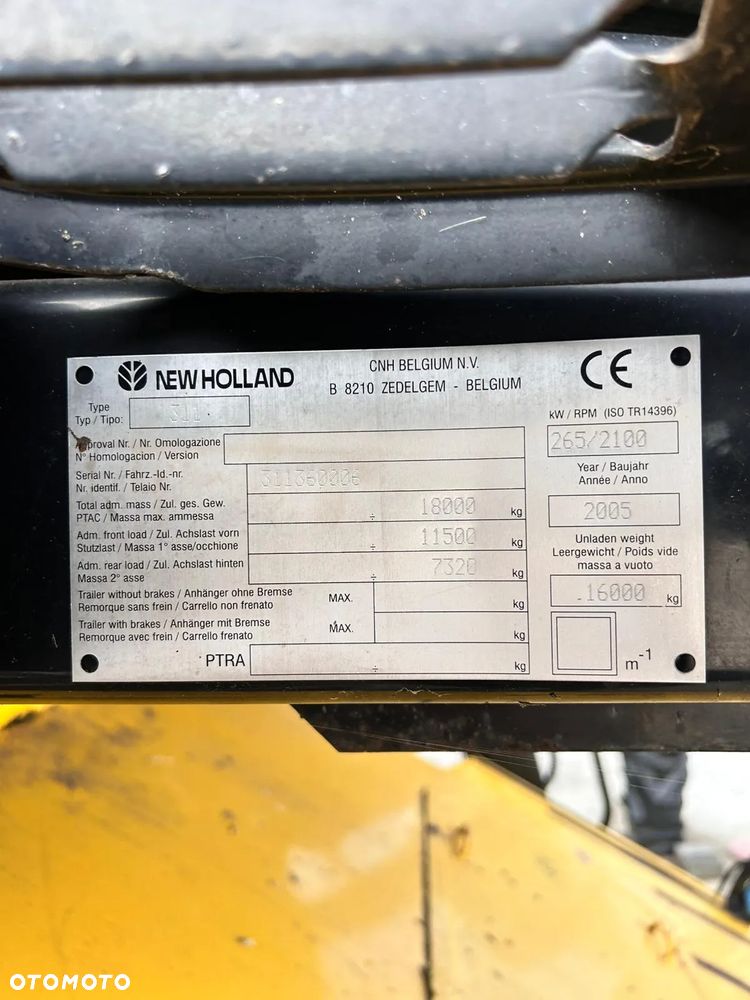 NEW HOLLAND
CNH BELGIUM N.V.
B 8210 ZEDELGEM - BELGIUM
CE
Type
Typ / Tipo:
311
kW / RPM (ISO TR14396)
265/2100
Approval Nr. / Nr. Omologazione
N° Homologacion / Version
Serial Nr. / Fahrz.-Id.-nr.
Nr. identif. / Telaio Nr.
311360006
Year / Baujahr
Année / Anno
2005
Total adm. mass / Zul. ges. Gew.
PTAC / Massa max. ammessa
÷ 18000 kg
Adm. front load / Zul. Achslast vorn
Stutzlast / Massa 1° asse/occhione
÷ 11500 kg
Unladen weight
Leergewicht / Poids vide
massa a vuoto
.16000 kg
Adm. rear load / Zul. Achslast hinten
Massa 2° asse
÷ 7320 kg
Trailer without brakes / Anhänger ohne Bremse
Remorque sans frein / Carrello non frenato
MAX. kg
Trailer with brakes / Anhänger mit Bremse
Remorque avec frein / Carrello frenato
MAX. kg
PTRA ÷ kg
m-1
OTOMOTO